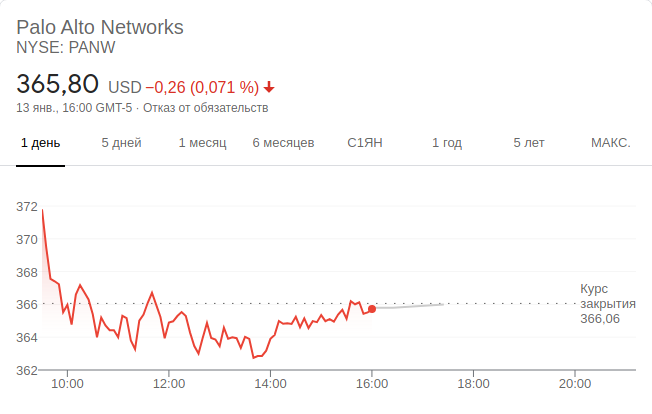 Palo Alto Networks
NYSE: PANW
365,80 USD −0,26 (0,071 %)
13 янв., 16:00 GMT-5 · Отказ от обязательств
1 день 5 дней 1 месяц 6 месяцев С1ЯН 1 год 5 лет МАКС.
372
370
368
366
364
362
Курс
закрытия
366,06
10:00 12:00 14:00 16:00 18:00 20:00